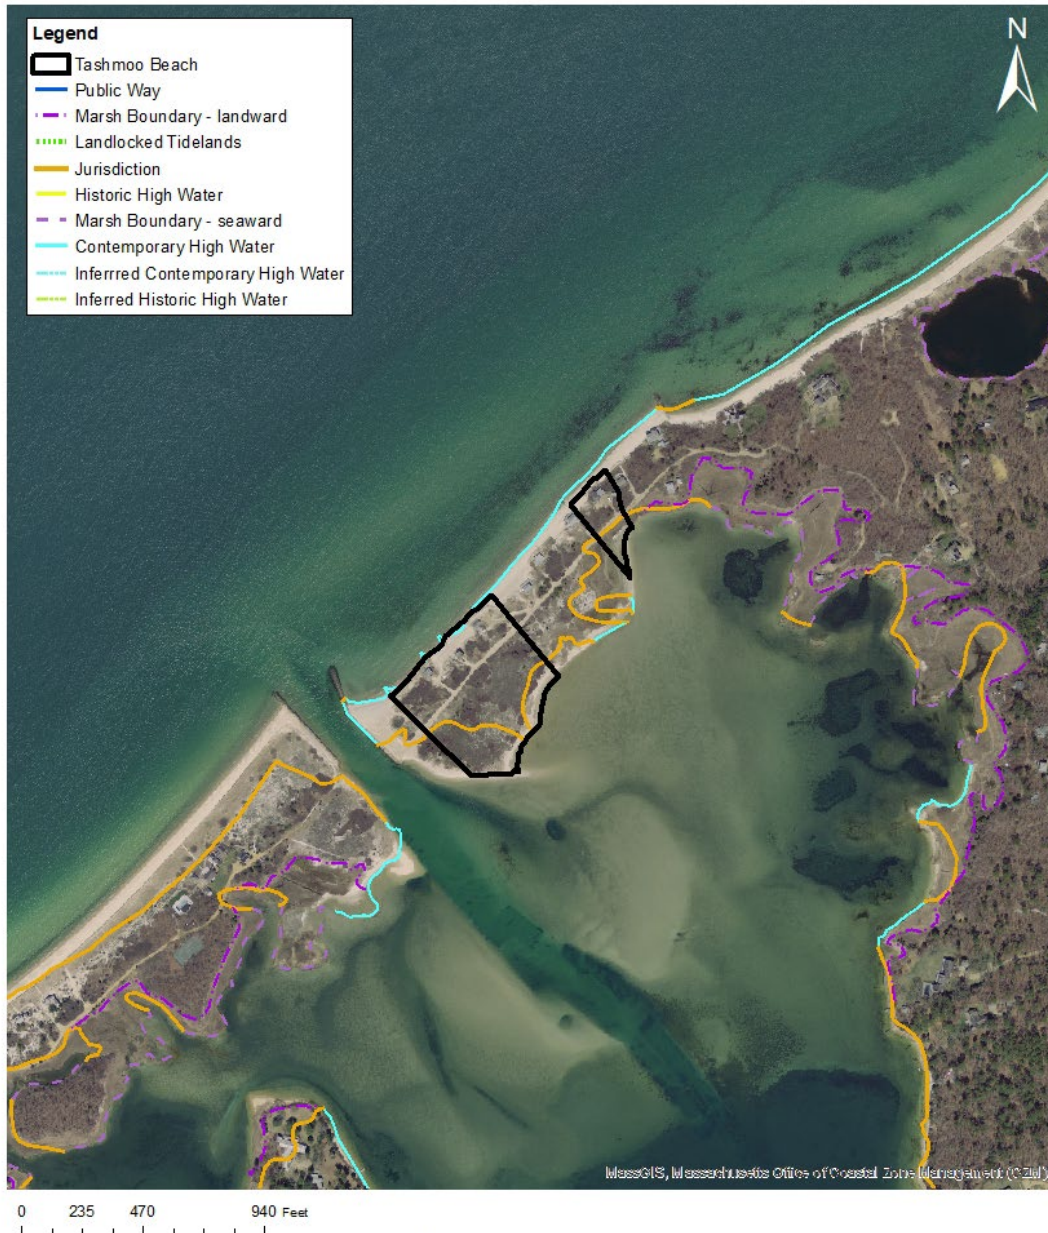 Legend
Tashmoo Beach
Public Way
Marsh Boundary - landward
Landlocked Tidelands
Jurisdiction
Historic High Water
Marsh Boundary - seaward
Contemporary High Water
Inferrred Contemporary High Water
Inferred Historic High Water
N
MassGIS, Massachusetts Office of Coastal Zone Management (CZM)
0 235 470 940 Feet